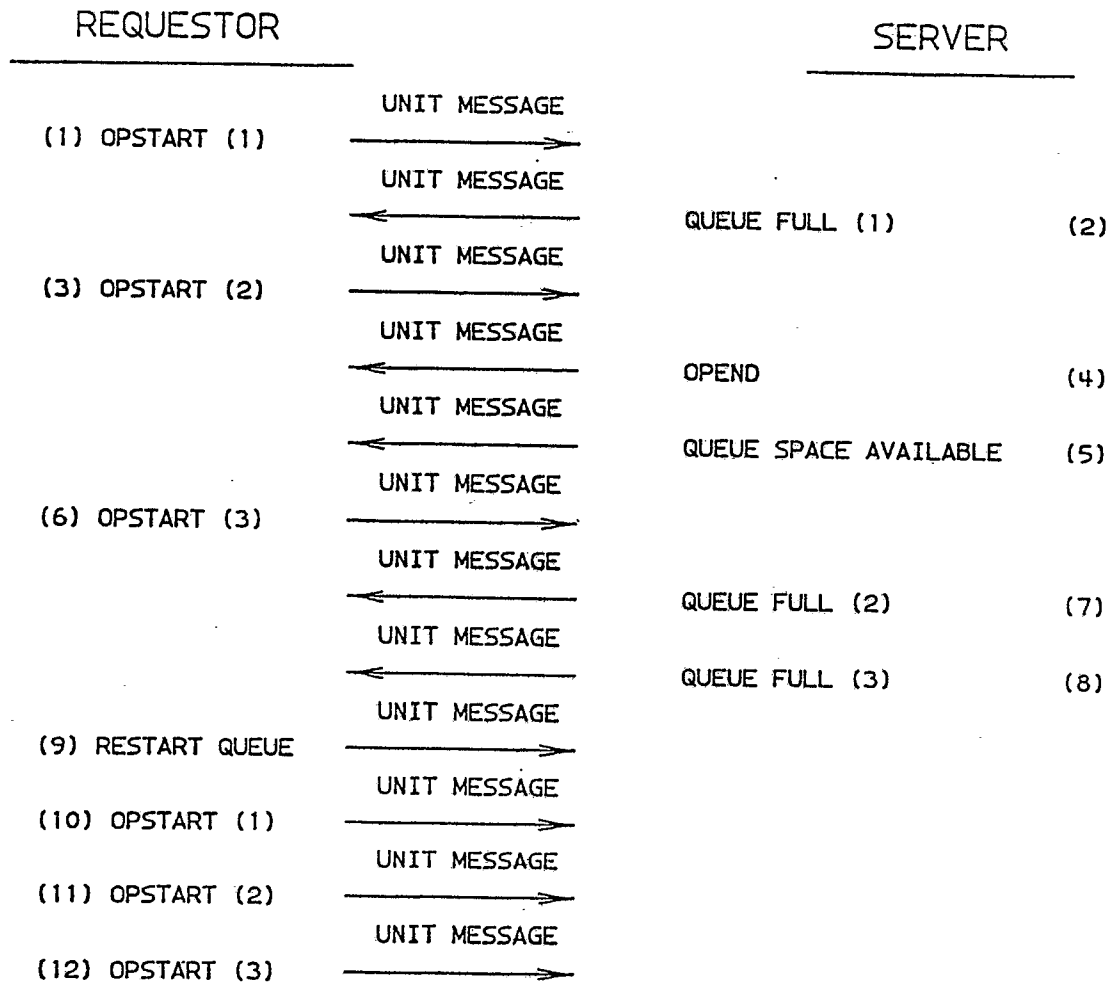 REQUESTOR
SERVER
UNIT MESSAGE
(1) OPSTART (1)
UNIT MESSAGE
QUEUE FULL (1) (2)
UNIT MESSAGE
(3) OPSTART (2)
UNIT MESSAGE
OPEND (4)
UNIT MESSAGE
QUEUE SPACE AVAILABLE (5)
UNIT MESSAGE
(6) OPSTART (3)
UNIT MESSAGE
QUEUE FULL (2) (7)
UNIT MESSAGE
QUEUE FULL (3) (8)
UNIT MESSAGE
(9) RESTART QUEUE
UNIT MESSAGE
(10) OPSTART (1)
UNIT MESSAGE
(11) OPSTART (2)
UNIT MESSAGE
(12) OPSTART (3)